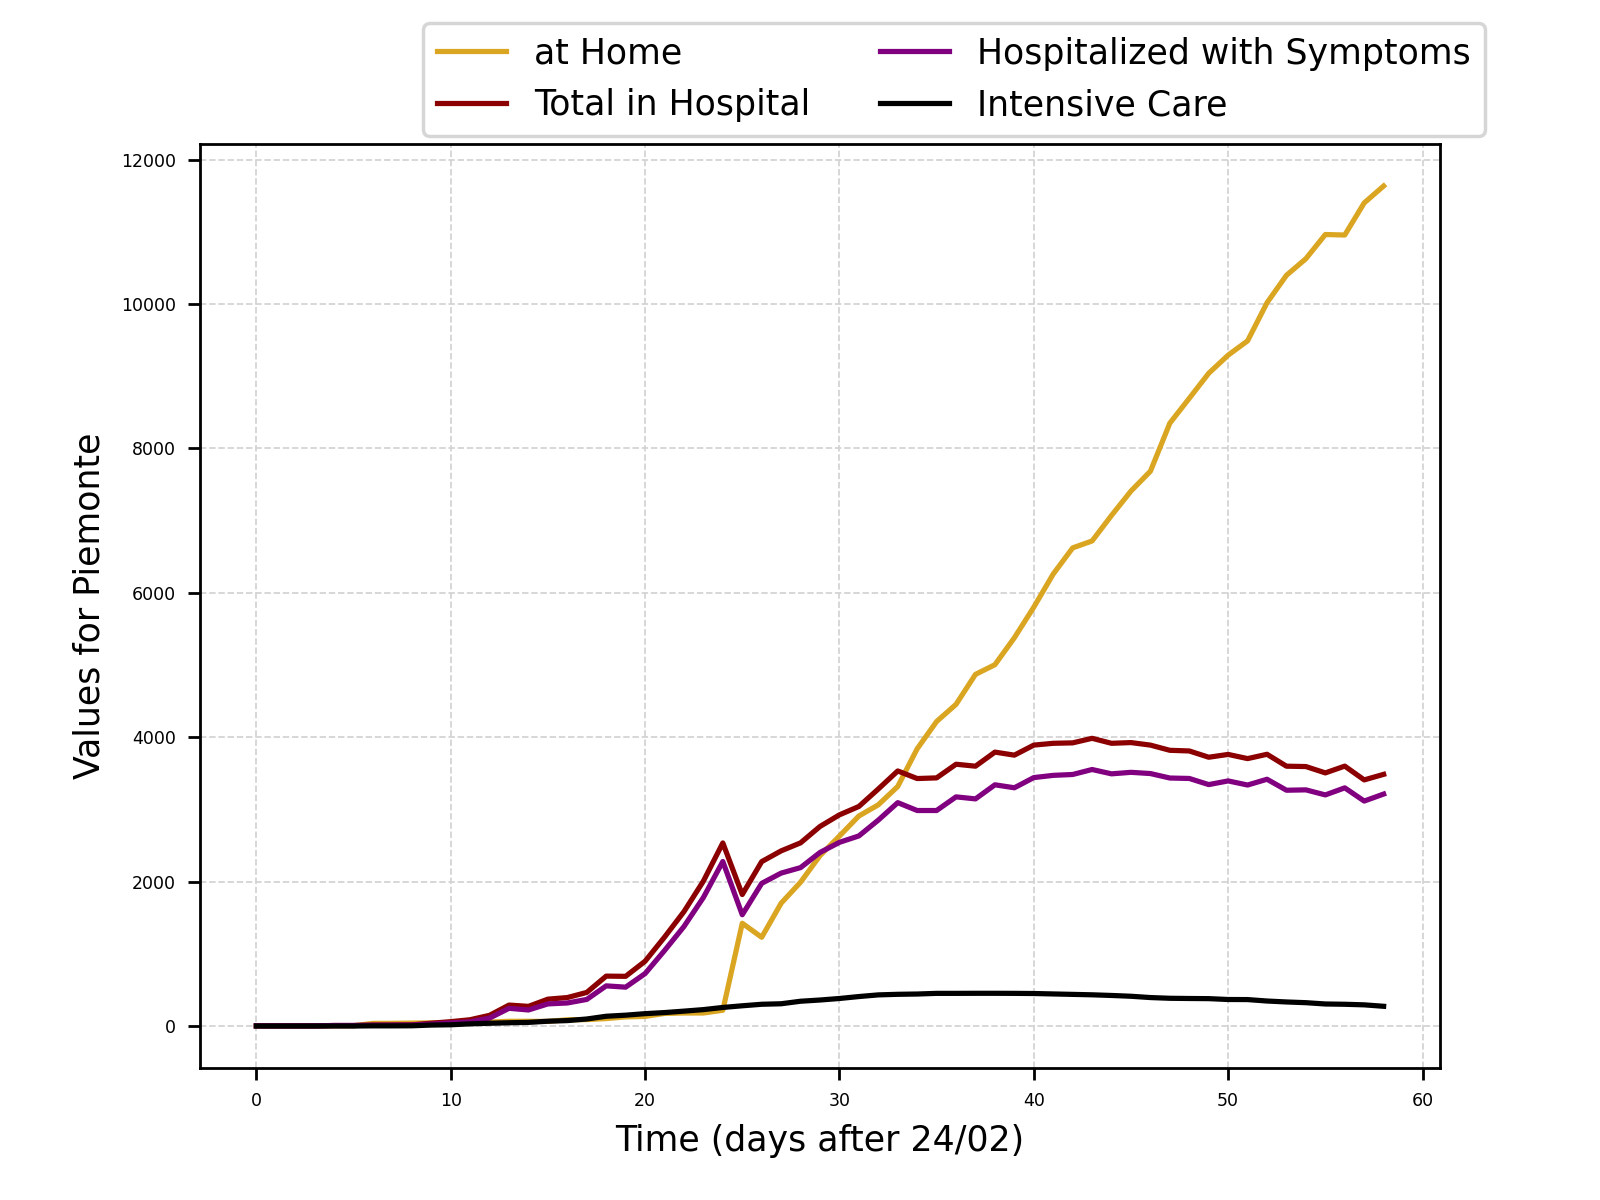 at Home
Hospitalized with Symptoms
Total in Hospital
Intensive Care
12000
10000
8000
6000
4000
2000
0
Values for Piemonte
0 10 20 30 40 50 60
Time (days after 24/02)